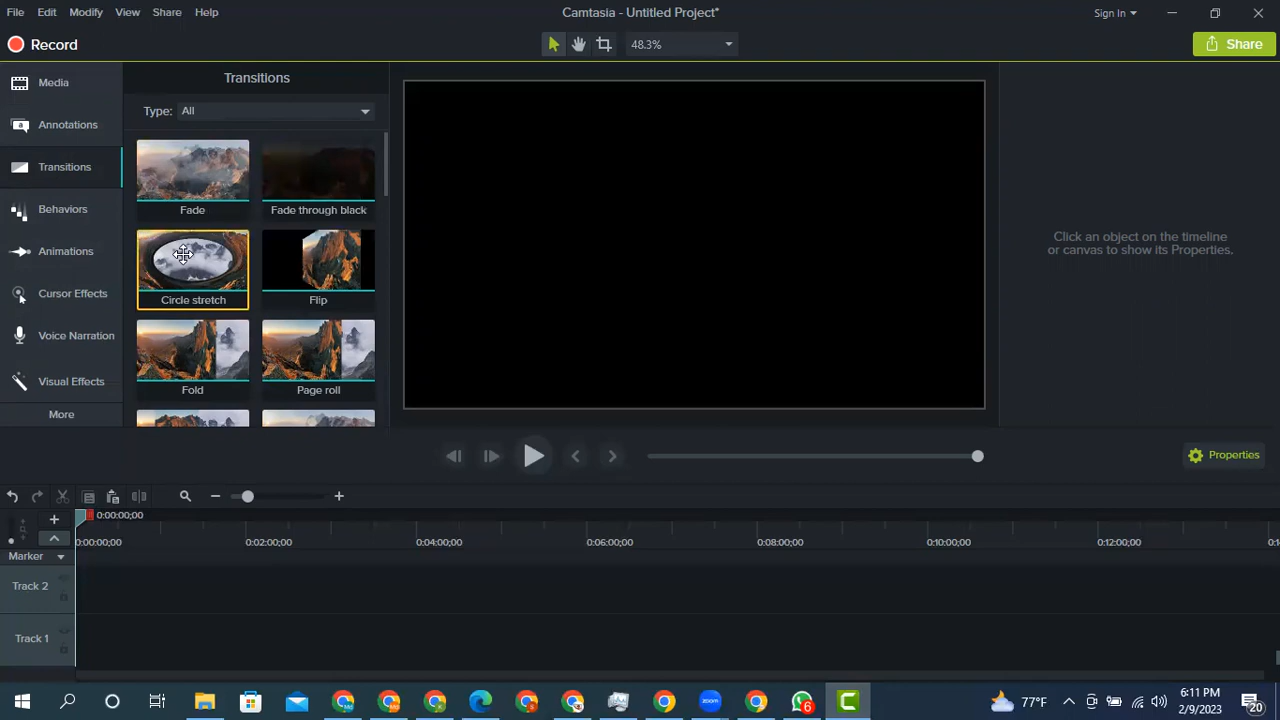 File Edit Modify View Share Help
Camtasia - Untitled Project*
Sign In
Record
48.3%
Share
Media
Annotations
Transitions
Behaviors
Animations
Cursor Effects
Voice Narration
Visual Effects
More
Transitions
Type: All
Fade
Fade through black
Circle stretch
Flip
Fold
Page roll
Click an object on the timeline
or canvas to show its Properties.
Properties
0:00:00;00
0:00:00;00 0:02:00;00 0:04:00;00 0:06:00;00 0:08:00;00 0:10:00;00 0:12:00;00
Marker
Track 2
Track 1
6
77°F
6:11 PM
2/9/2023
20